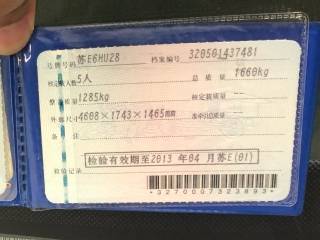 号牌号码 苏E6HU28 档案编号 320501437481
核定载人数 5人 总质量 1660kg
整备质量 1285kg 核定载质量
外廓尺寸 4608×1743×1465mm 准牵引总质量
备注
检验有效期至2013年04月苏E(01)
检验记录
*3270007323893*